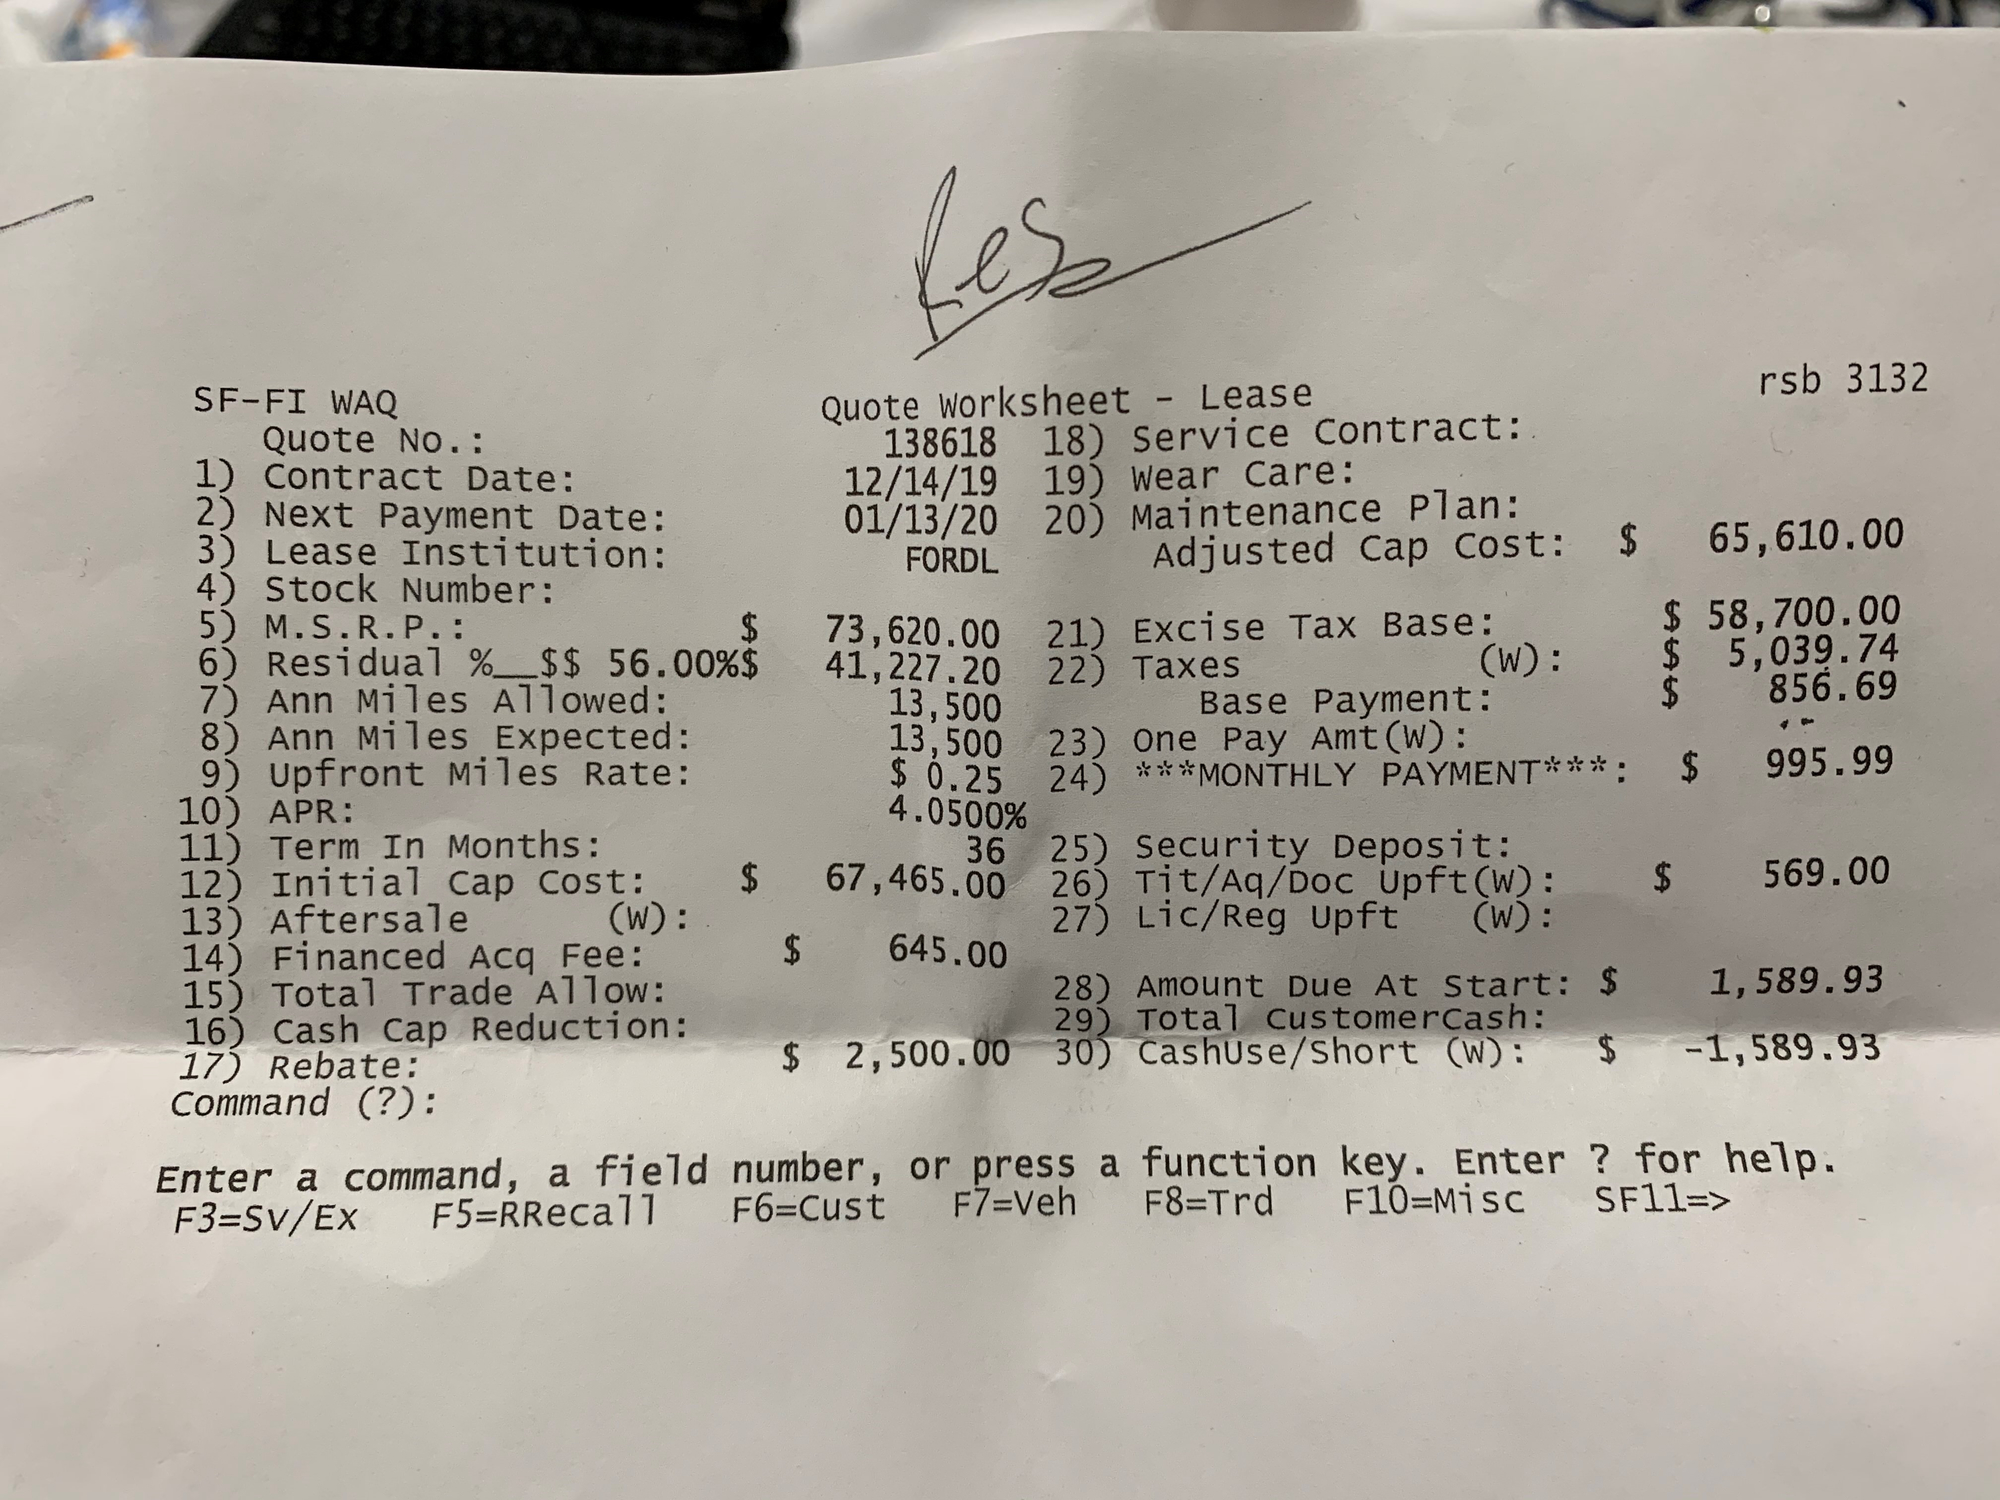 Res
rsb 3132
SF-FI WAQ Quote Worksheet - Lease
Quote No.: 138618 18) Service Contract:
1) Contract Date: 12/14/19 19) Wear Care:
2) Next Payment Date: 01/13/20 20) Maintenance Plan:
3) Lease Institution: FORDL Adjusted Cap Cost: $ 65,610.00
4) Stock Number:
5) M.S.R.P.: $ 73,620.00 21) Excise Tax Base: $ 58,700.00
6) Residual %__$$ 56.00%$ 41,227.20 22) Taxes (W): $ 5,039.74
7) Ann Miles Allowed: 13,500 Base Payment: $ 856.69
8) Ann Miles Expected: 13,500 23) One Pay Amt(W):
9) Upfront Miles Rate: $ 0.25 24) ***MONTHLY PAYMENT***: $ 995.99
10) APR: 4.0500%
11) Term In Months: 36 25) Security Deposit:
12) Initial Cap Cost: $ 67,465.00 26) Tit/Aq/Doc Upft(W): $ 569.00
13) Aftersale (W): 27) Lic/Reg Upft (W):
14) Financed Acq Fee: $ 645.00
15) Total Trade Allow: 28) Amount Due At Start: $ 1,589.93
16) Cash Cap Reduction: 29) Total CustomerCash:
17) Rebate: $ 2,500.00 30) CashUse/Short (W): $ -1,589.93
Command (?):
Enter a command, a field number, or press a function key. Enter ? for help.
F3=Sv/Ex F5=RRecall F6=Cust F7=Veh F8=Trd F10=Misc SF11=>